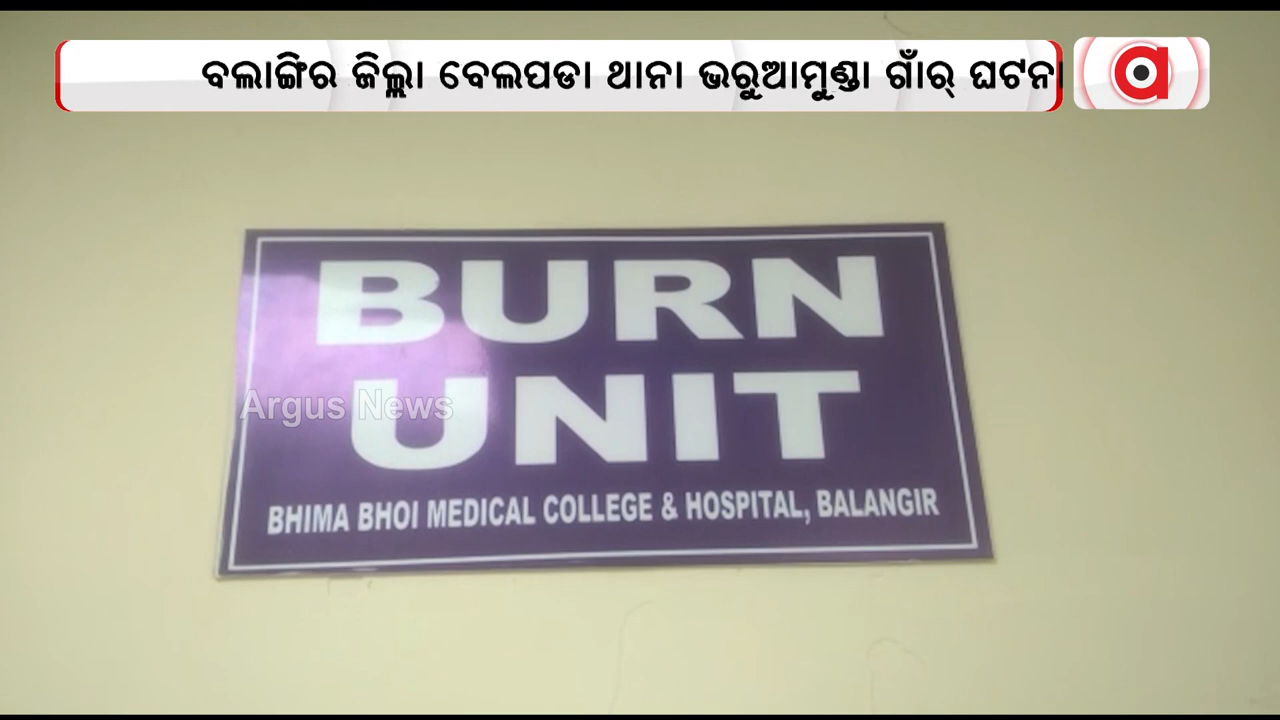 ବଲାଙ୍ଗିର ଜିଲ୍ଲା ବେଲପଡା ଥାନା ଭରୁଆମୁଣ୍ଡା ଗାଁର୍ ଘଟନା
a
BURN
UNIT
Argus News
BHIMA BHOI MEDICAL COLLEGE & HOSPITAL, BALANGIR